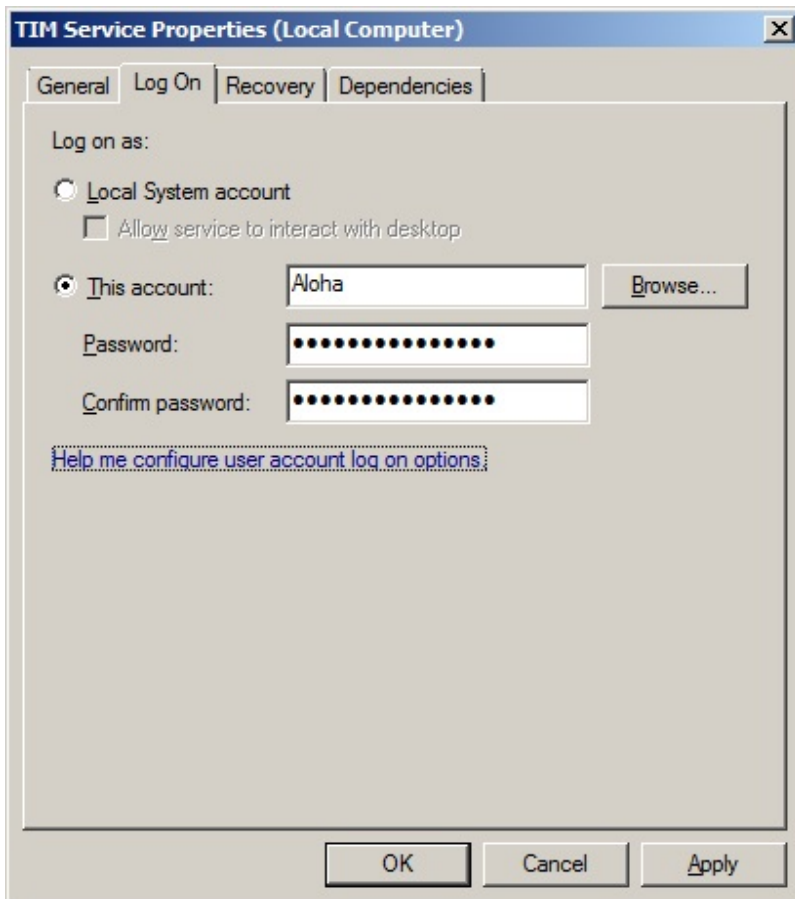 TIM Service Properties (Local Computer)
General Log On Recovery Dependencies
Log on as:
Local System account
Allow service to interact with desktop
This account: Aloha Browse...
Password: •••••••••••••••
Confirm password: •••••••••••••••
Help me configure user account log on options.
OK Cancel Apply